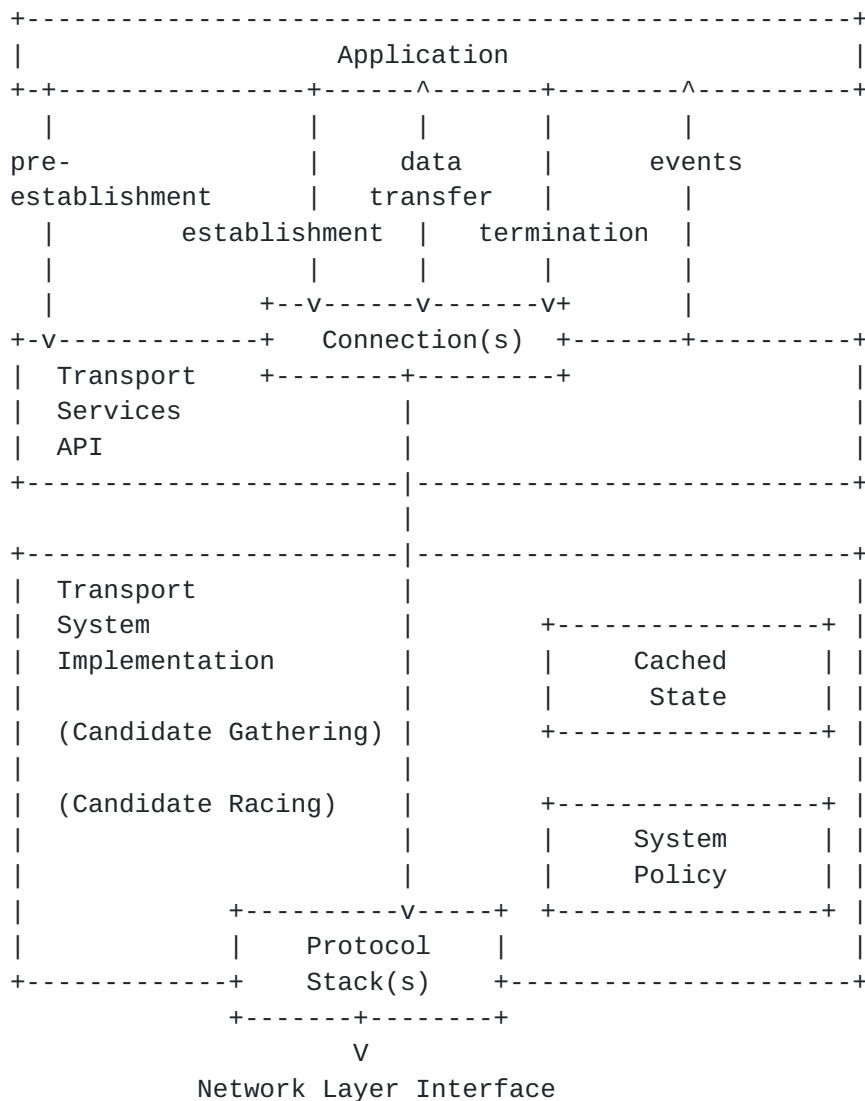 Application
pre-                    data            events
establishment          transfer
establishment      termination
Connection(s)
Transport
Services
API
Transport
System
Implementation                       Cached
State
(Candidate Gathering)
(Candidate Racing)
System
Policy
Protocol
Stack(s)
Network Layer Interface